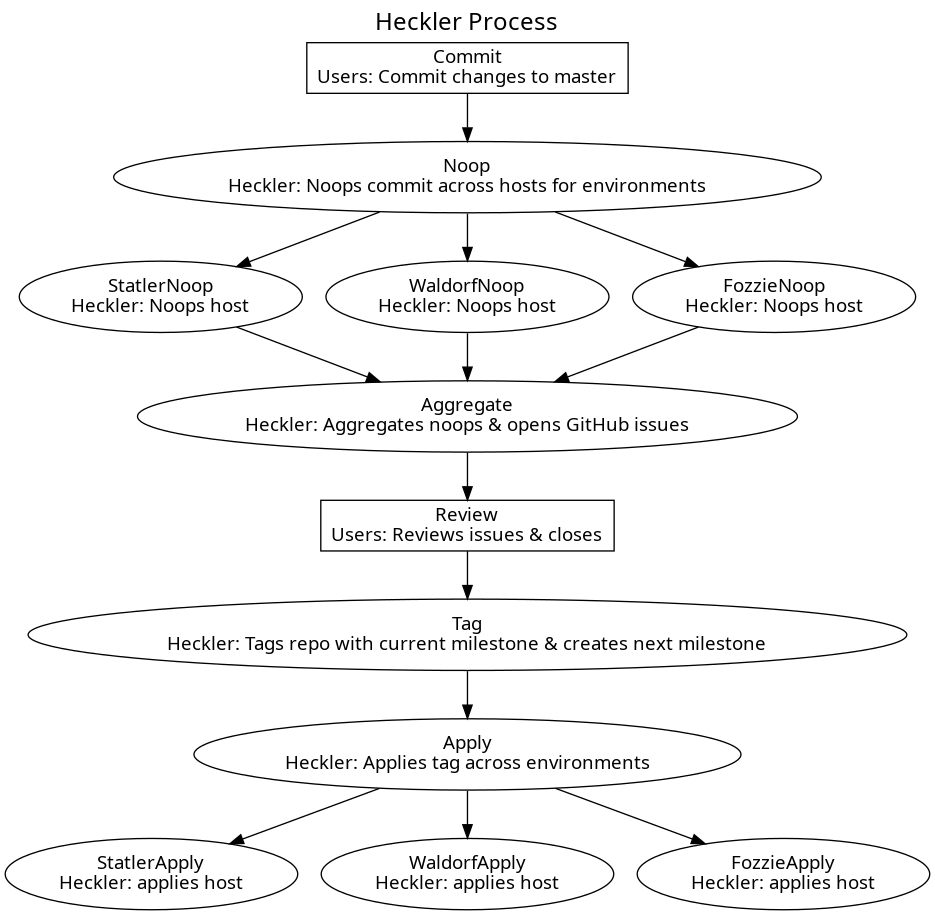 Heckler Process
Commit
Users: Commit changes to master
Noop
Heckler: Noops commit across hosts for environments
StatlerNoop
Heckler: Noops host
WaldorfNoop
Heckler: Noops host
FozzieNoop
Heckler: Noops host
Aggregate
Heckler: Aggregates noops & opens GitHub issues
Review
Users: Reviews issues & closes
Tag
Heckler: Tags repo with current milestone & creates next milestone
Apply
Heckler: Applies tag across environments
StatlerApply
Heckler: applies host
WaldorfApply
Heckler: applies host
FozzieApply
Heckler: applies host